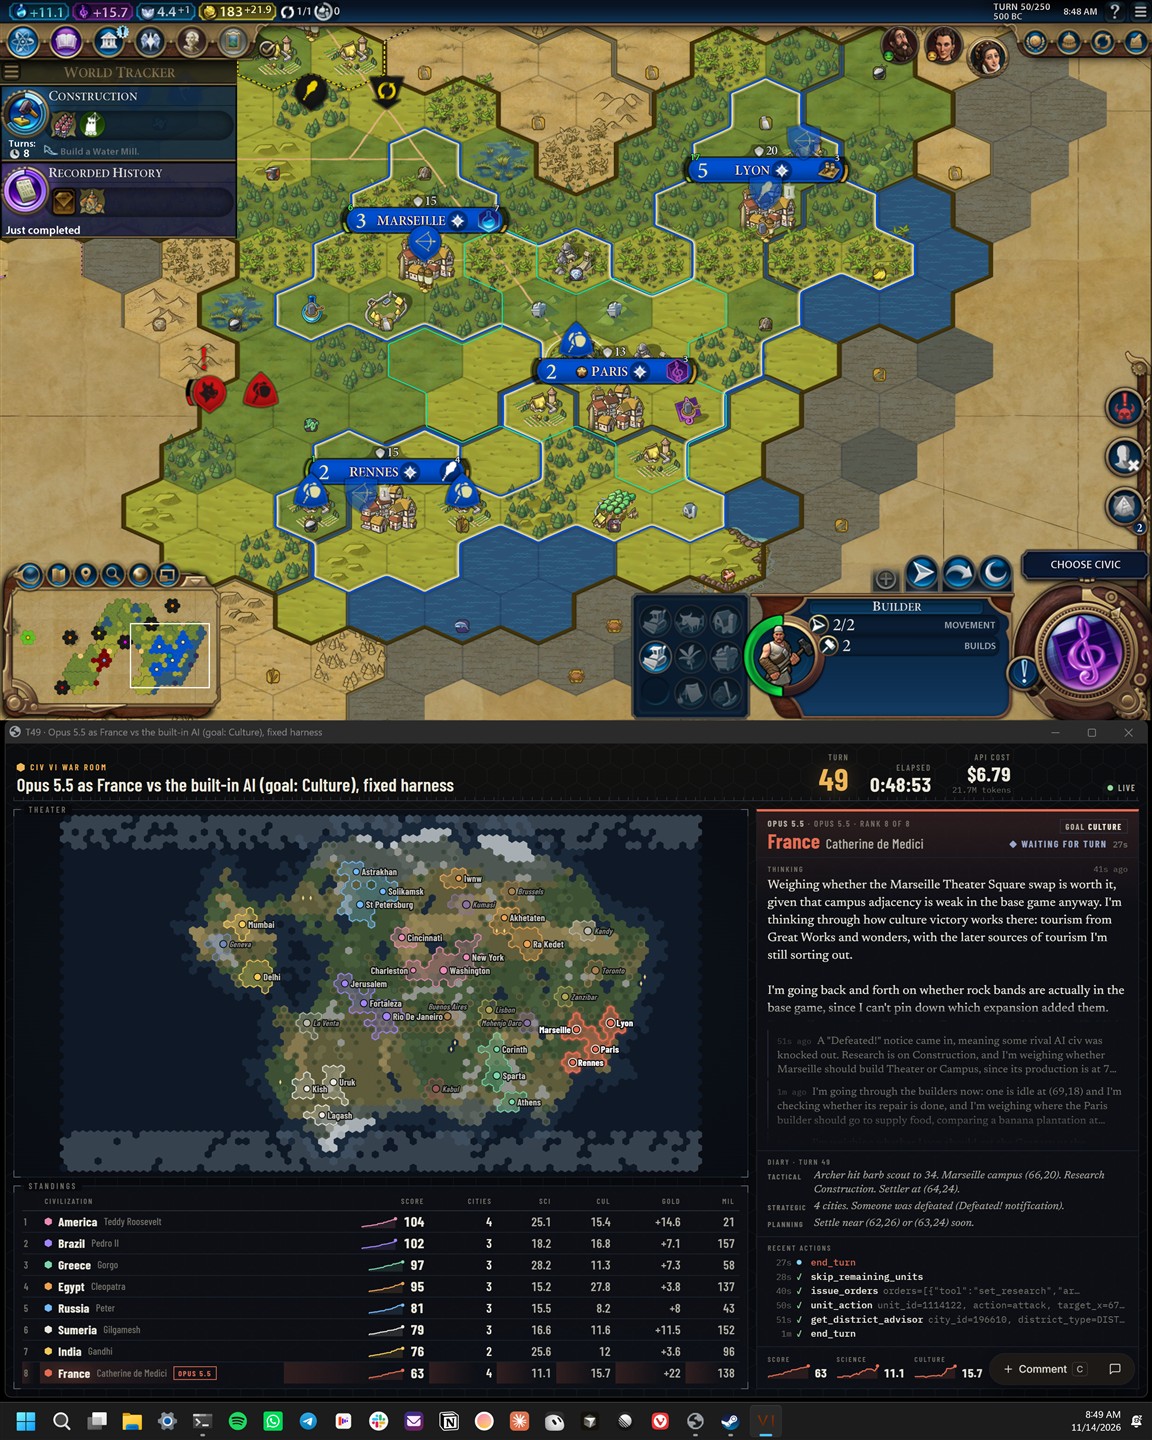 +11.1 +15.7 4.4+1 183+21.9 1/1 0
TURN 50/250
500 BC
8:48 AM
?
1
WORLD TRACKER
CONSTRUCTION
Turns:
8
Build a Water Mill.
RECORDED HISTORY
Just completed
20
5 LYON 3
15
3 MARSEILLE 7
13
2 PARIS 3
15
2 RENNES 4
2
CHOOSE CIVIC
BUILDER
2/2 MOVEMENT
2 BUILDS
T49 · Opus 5.5 as France vs the built-in AI (goal: Culture), fixed harness
CIV VI WAR ROOM
Opus 5.5 as France vs the built-in AI (goal: Culture), fixed harness
TURN
49
ELAPSED
0:48:53
API COST
$6.79
21.7M tokens
LIVE
THEATER
Astrakhan
Solikamsk
St Petersburg
Iwnw
Brussels
Kumasi
Akhetaten
Mumbai
Geneva
Cincinnati
Ra Kedet
Kandy
New York
Charleston
Washington
Toronto
Delhi
Jerusalem
Fortaleza
Zanzibar
Buenos Aires
Lisbon
Rio De Janeiro
Mohenjo Daro
La Venta
Marseille
Lyon
Corinth
Paris
Rennes
Uruk
Kish
Sparta
Kabul
Athens
Lagash
OPUS 5.5 · OPUS 5.5 · RANK 8 OF 8
GOAL CULTURE
France Catherine de Medici
WAITING FOR TURN 27s
THINKING 41s ago
Weighing whether the Marseille Theater Square swap is worth it,
given that campus adjacency is weak in the base game anyway. I'm
thinking through how culture victory works there: tourism from
Great Works and wonders, with the later sources of tourism I'm
still sorting out.
I'm going back and forth on whether rock bands are actually in the
base game, since I can't pin down which expansion added them.
51s ago A "Defeated!" notice came in, meaning some rival AI civ was
knocked out. Research is on Construction, and I'm weighing whether
Marseille should build Theater or Campus, since its production is at 7...
1m ago I'm going through the builders now: one is idle at (69,18) and I'm
checking whether its repair is done, and I'm weighing where the Paris
builder should go to supply food, comparing a banana plantation at...
DIARY · TURN 49
TACTICAL Archer hit barb scout to 34. Marseille campus (66,20). Research
Construction. Settler at (64,24).
STRATEGIC 4 cities. Someone was defeated (Defeated! notification).
PLANNING Settle near (62,26) or (63,24) soon.
RECENT ACTIONS
27s end_turn
28s ✓ skip_remaining_units
40s ✓ issue_orders orders=[{"tool":"set_research","ar…
50s ✓ unit_action unit_id=1114122, action=attack, target_x=67…
51s ✓ get_district_advisor city_id=196610, district_type=DIST…
1m ✓ end_turn
SCORE 63
SCIENCE 11.1
CULTURE 15.7
+ Comment C
STANDINGS
CIVILIZATION SCORE CITIES SCI CUL GOLD MIL
1 America Teddy Roosevelt 104 4 25.1 15.4 +14.6 21
2 Brazil Pedro II 102 3 18.2 16.8 +7.1 157
3 Greece Gorgo 97 3 28.2 11.3 +7.3 58
4 Egypt Cleopatra 95 3 15.2 27.8 +3.8 137
5 Russia Peter 81 3 15.5 8.2 +8 43
6 Sumeria Gilgamesh 79 3 16.6 11.6 +11.5 152
7 India Gandhi 76 2 25.6 12 +3.6 96
8 France Catherine de Medici OPUS 5.5 63 4 11.1 15.7 +22 138
8:49 AM
11/14/2026